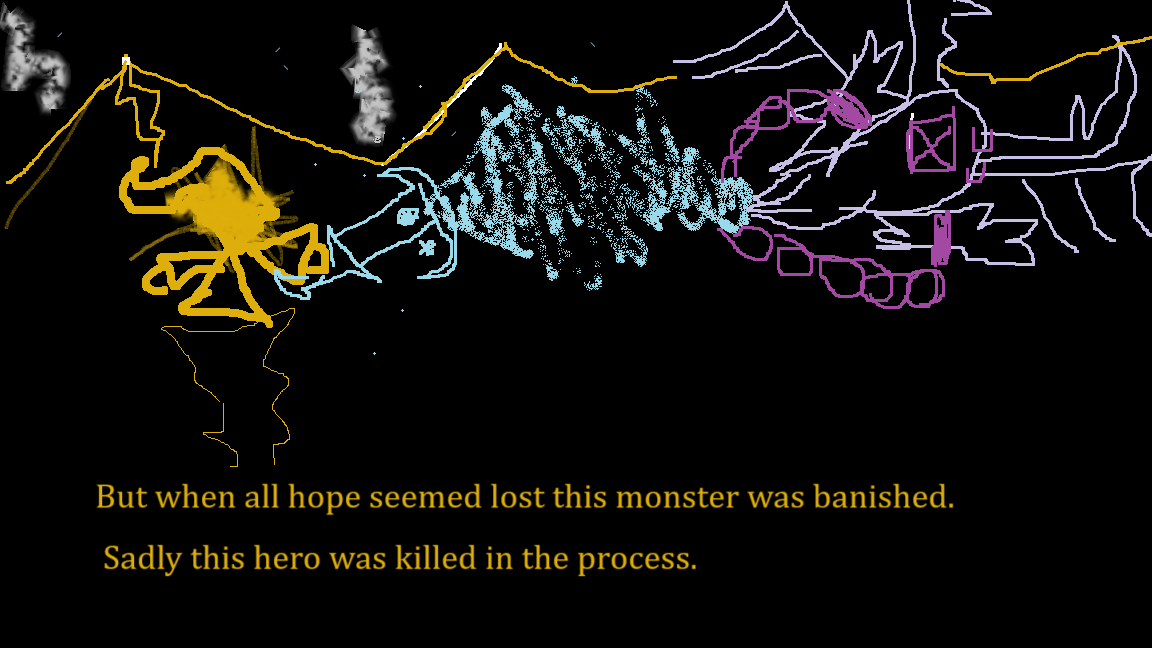 But when all hope seemed lost this monster was banished.
Sadly this hero was killed in the process.